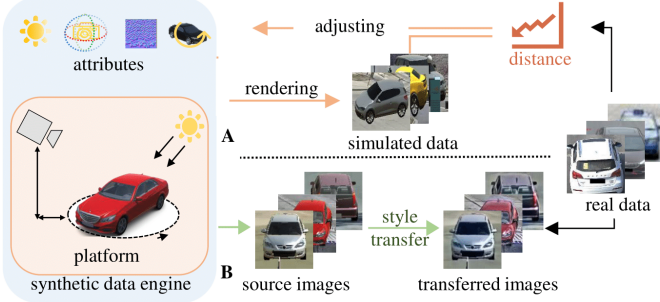 attributes
adjusting
distance
rendering
A
simulated data
real data
platform
synthetic data engine
B
style
transfer
source images
transferred images